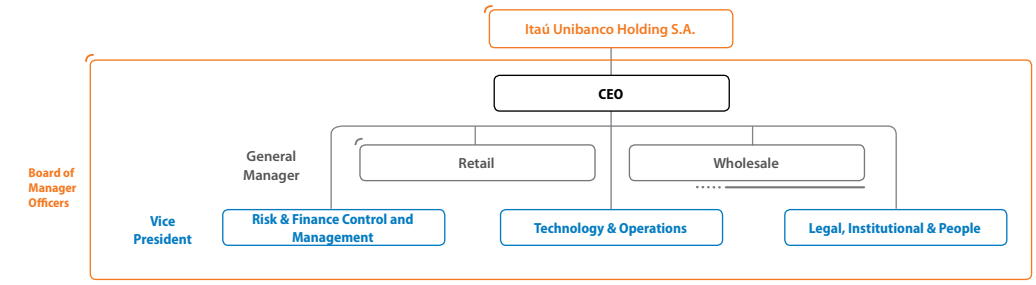 Itaú Unibanco Holding S.A.
CEO
General
Manager
Retail
Wholesale
Board of
Manager
Officers
Vice
President
Risk & Finance Control and
Management
Technology & Operations
Legal, Institutional & People